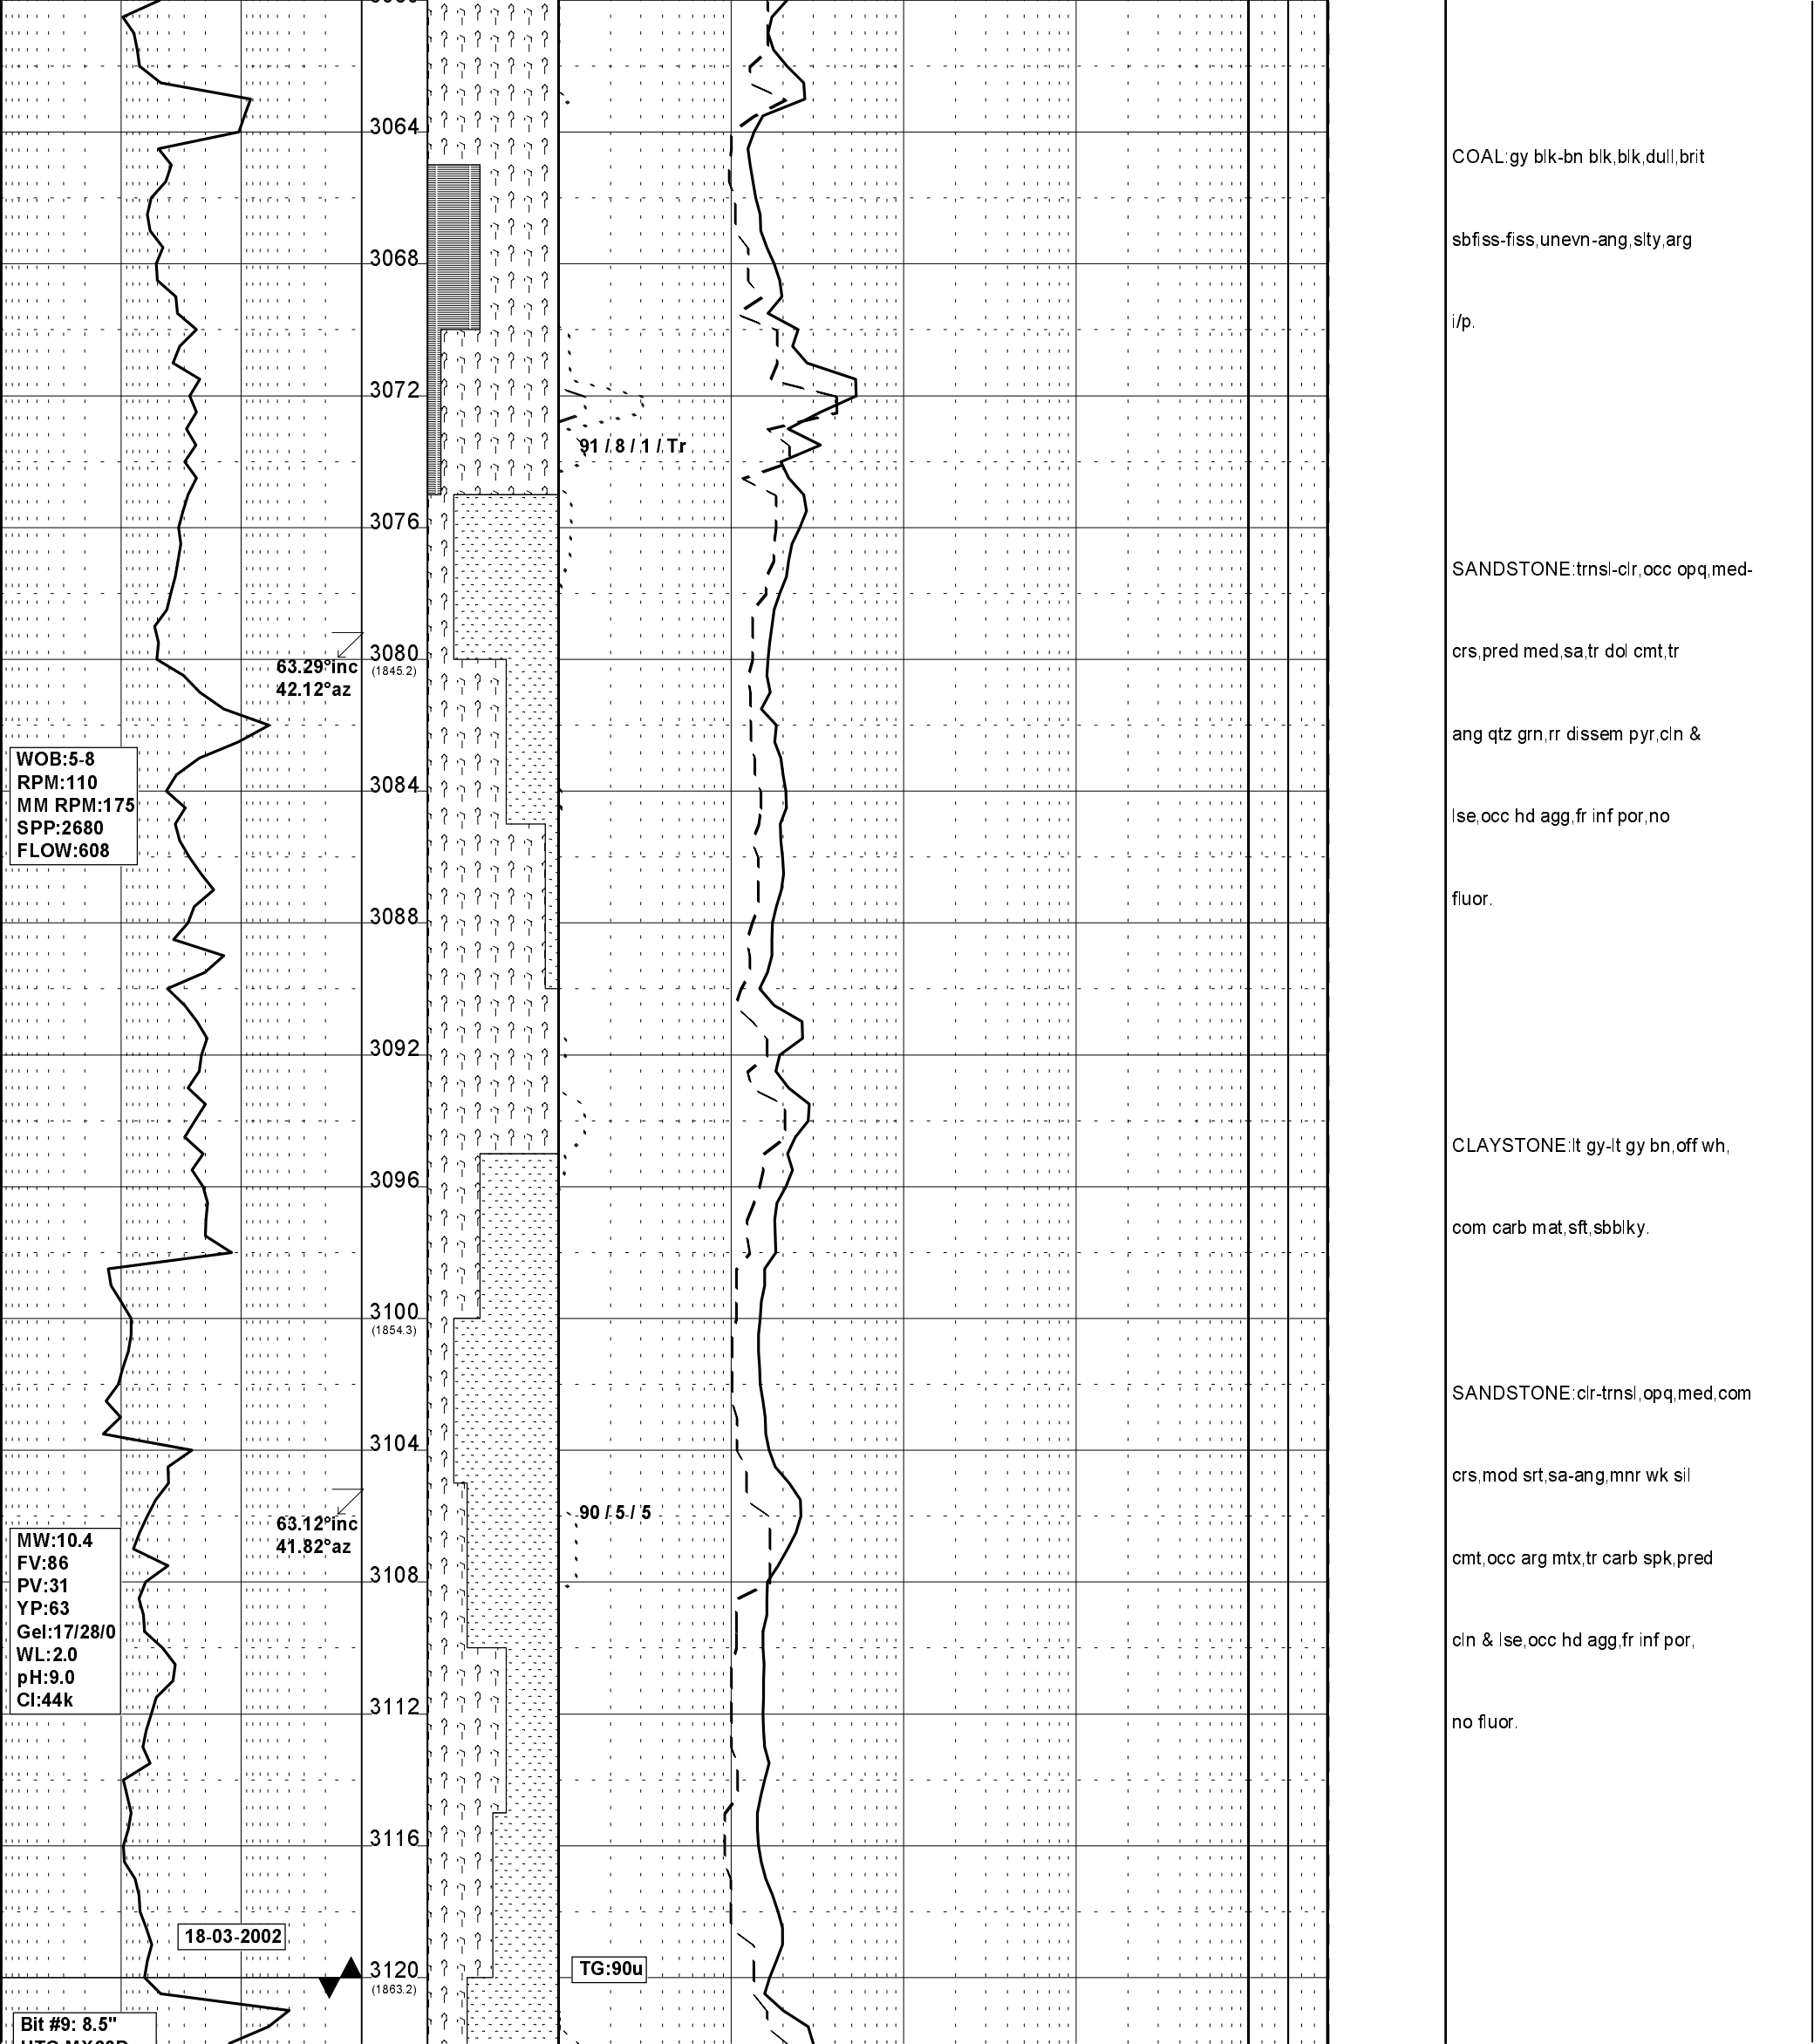 3064
COAL:gy blk-bn blk,blk,dull,brit
sbfiss-fiss,unevn-ang,slty,arg
3068
i/p.
3072
91 / 8 / 1 / Tr
3076
SANDSTONE:trnsl-clr,occ opq,med-
crs,pred med,sa,tr dol cmt,tr
3080
(1845.2)
63.29°inc
42.12°az
ang qtz grn,rr dissem pyr,cln &
WOB:5-8
RPM:110
MM RPM:175
SPP:2680
FLOW:608
3084
lse,occ hd agg,fr inf por,no
fluor.
3088
3092
CLAYSTONE:lt gy-lt gy bn,off wh,
3096
com carb mat,sft,sbblky.
3100
(1854.3)
SANDSTONE:clr-trnsl,opq,med,com
3104
crs,mod srt,sa-ang,mnr wk sil
90 / 5 / 5
63.12°inc
41.82°az
MW:10.4
FV:86
PV:31
YP:63
Gel:17/28/0
WL:2.0
pH:9.0
Cl:44k
cmt,occ arg mtx,tr carb spk,pred
3108
cln & lse,occ hd agg,fr inf por,
3112
no fluor.
3116
18-03-2002
3120
(1863.2)
TG:90u
Bit #9: 8.5"